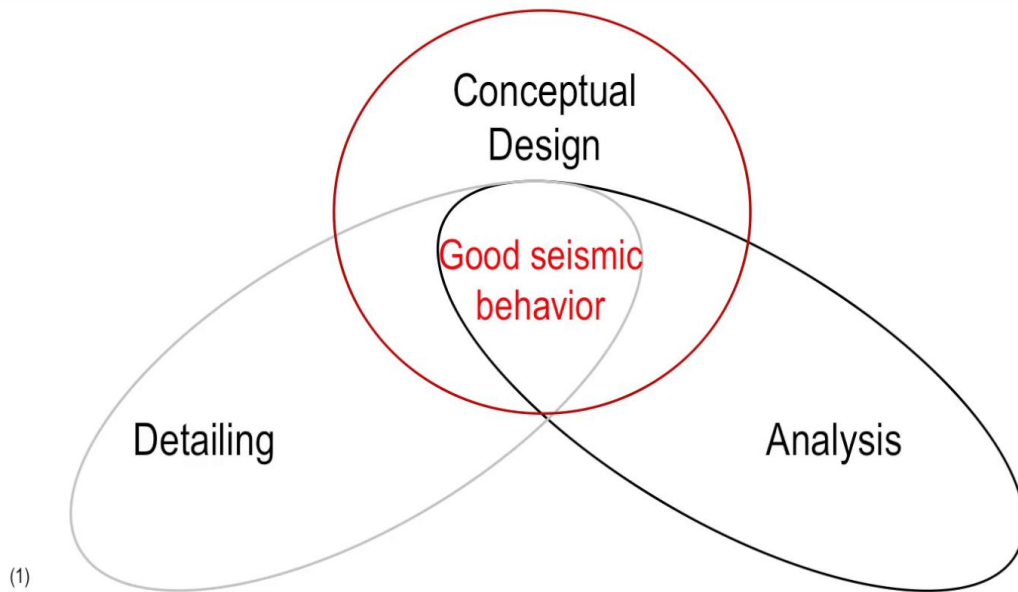 Conceptual
Design
Good seismic
behavior
Detailing
Analysis
(1)